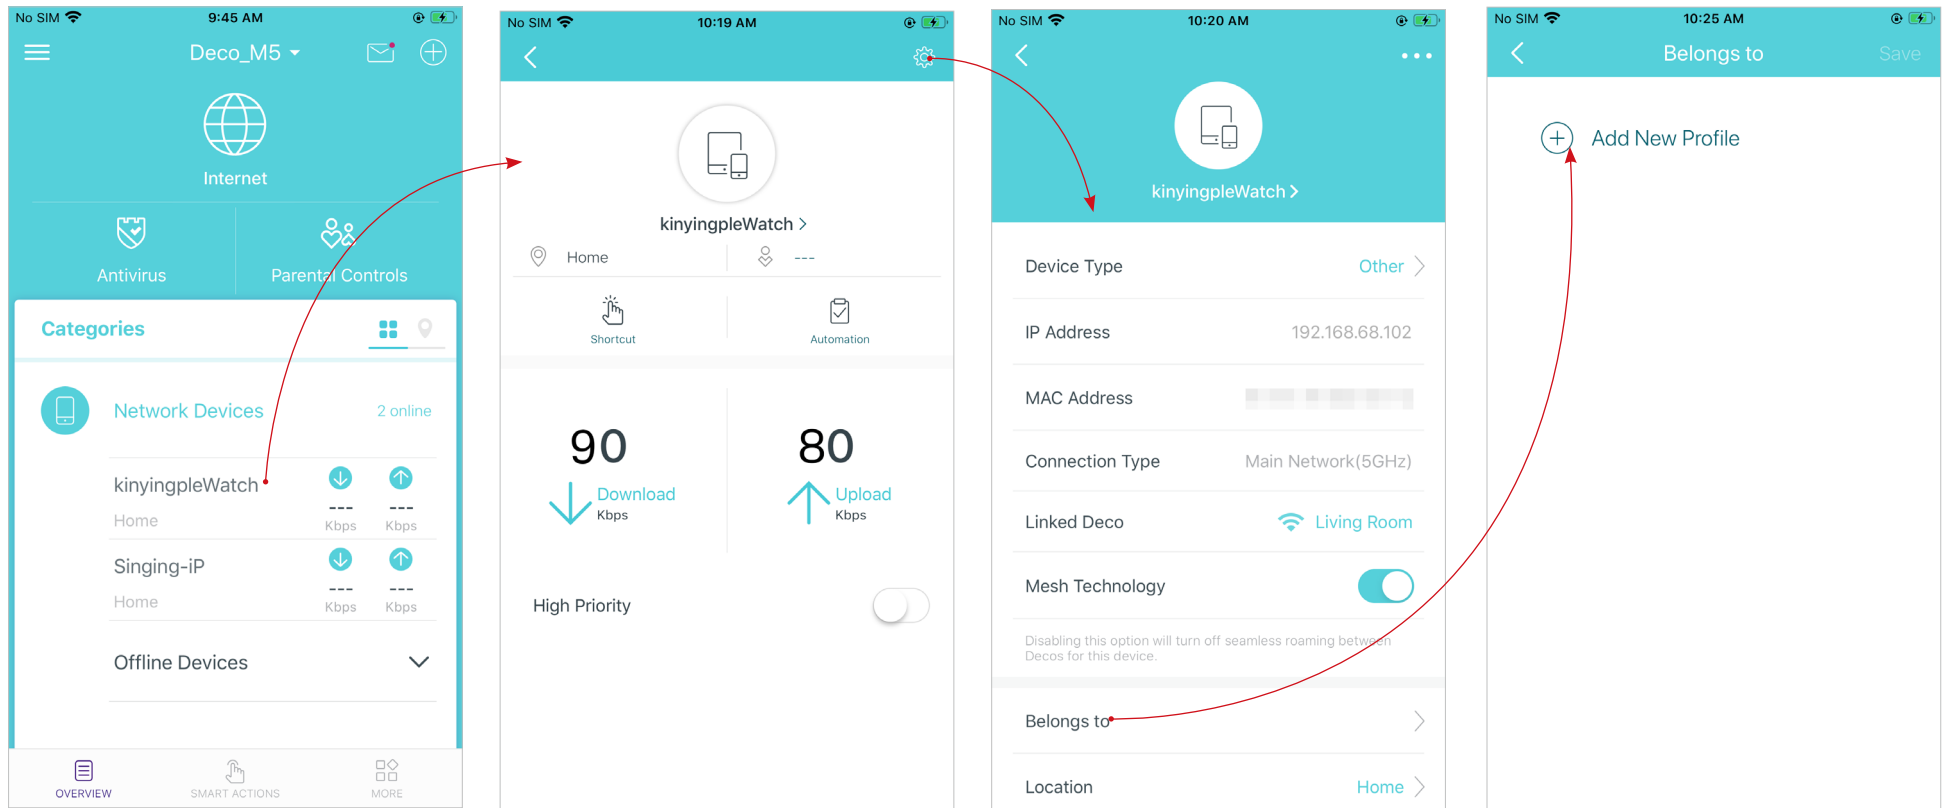 No SIM
9:45 AM
Deco_M5
Internet
Antivirus
Parental Controls
Categories
Network Devices
2 online
kinyingpleWatch
Home
---
Kbps
---
Kbps
Singing-iP
Home
---
Kbps
---
Kbps
Offline Devices
OVERVIEW
SMART ACTIONS
MORE
No SIM
10:19 AM
kinyingpleWatch >
Home
---
Shortcut
Automation
90
Download
Kbps
80
Upload
Kbps
High Priority
No SIM
10:20 AM
kinyingpleWatch >
Device Type
Other
IP Address
192.168.68.102
MAC Address
Connection Type
Main Network(5GHz)
Linked Deco
Living Room
Mesh Technology
Disabling this option will turn off seamless roaming between
Decos for this device.
Belongs to
Location
Home
No SIM
10:25 AM
Belongs to
Save
Add New Profile